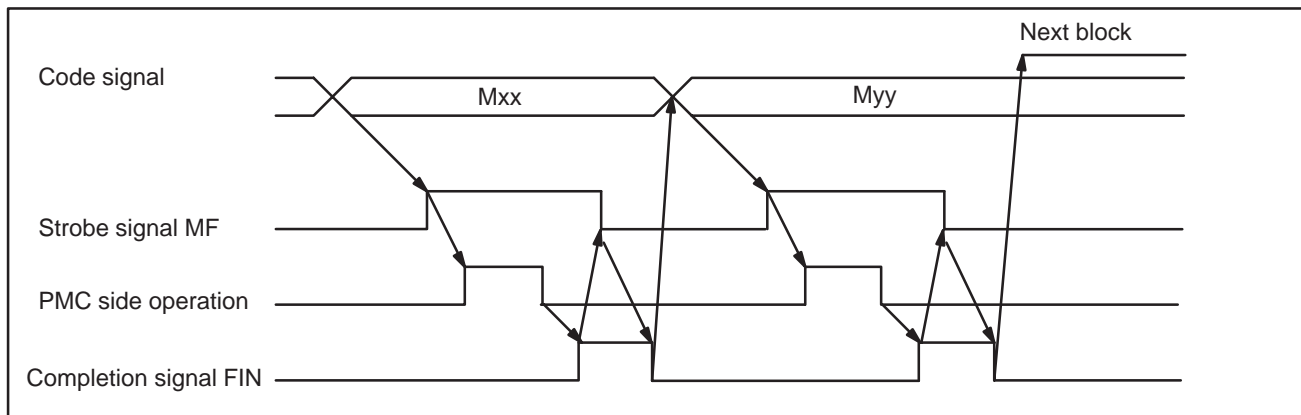 Next block
Code signal
Mxx
Myy
Strobe signal MF
PMC side operation
Completion signal FIN